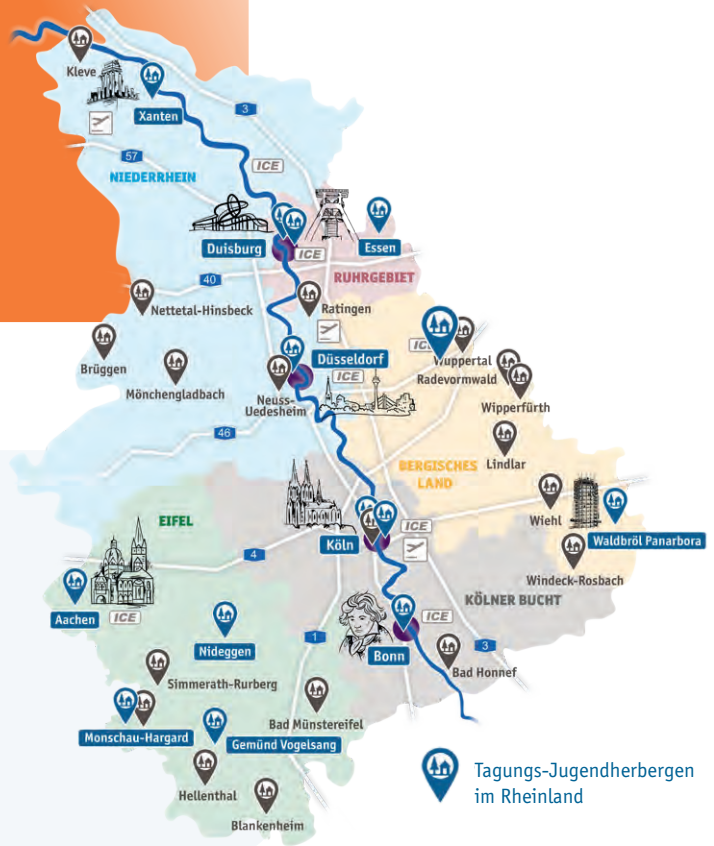 Kleve
Xanten
3
57
ICE
NIEDERRHEIN
Duisburg
ICE
Essen
RUHRGEBIET
40
Nettetal-Hinsbeck
Ratingen
Brüggen
Mönchengladbach
Düsseldorf
ICE
Neuss-
Uedesheim
IC
Wuppertal
Radevormwald
Wipperfürth
46
Lindlar
BERGISCHES
LAND
EIFEL
Köln
ICE
Wiehl
Waldbröl Panarbora
4
Windeck-Rosbach
KÖLNER BUCHT
Aachen
ICE
Nideggen
1
Bonn
ICE
3
Bad Honnef
Simmerath-Rurberg
Monschau-Hargard
Bad Münstereifel
Gemünd Vogelsang
Hellenthal
Blankenheim
Tagungs-Jugendherbergen
im Rheinland